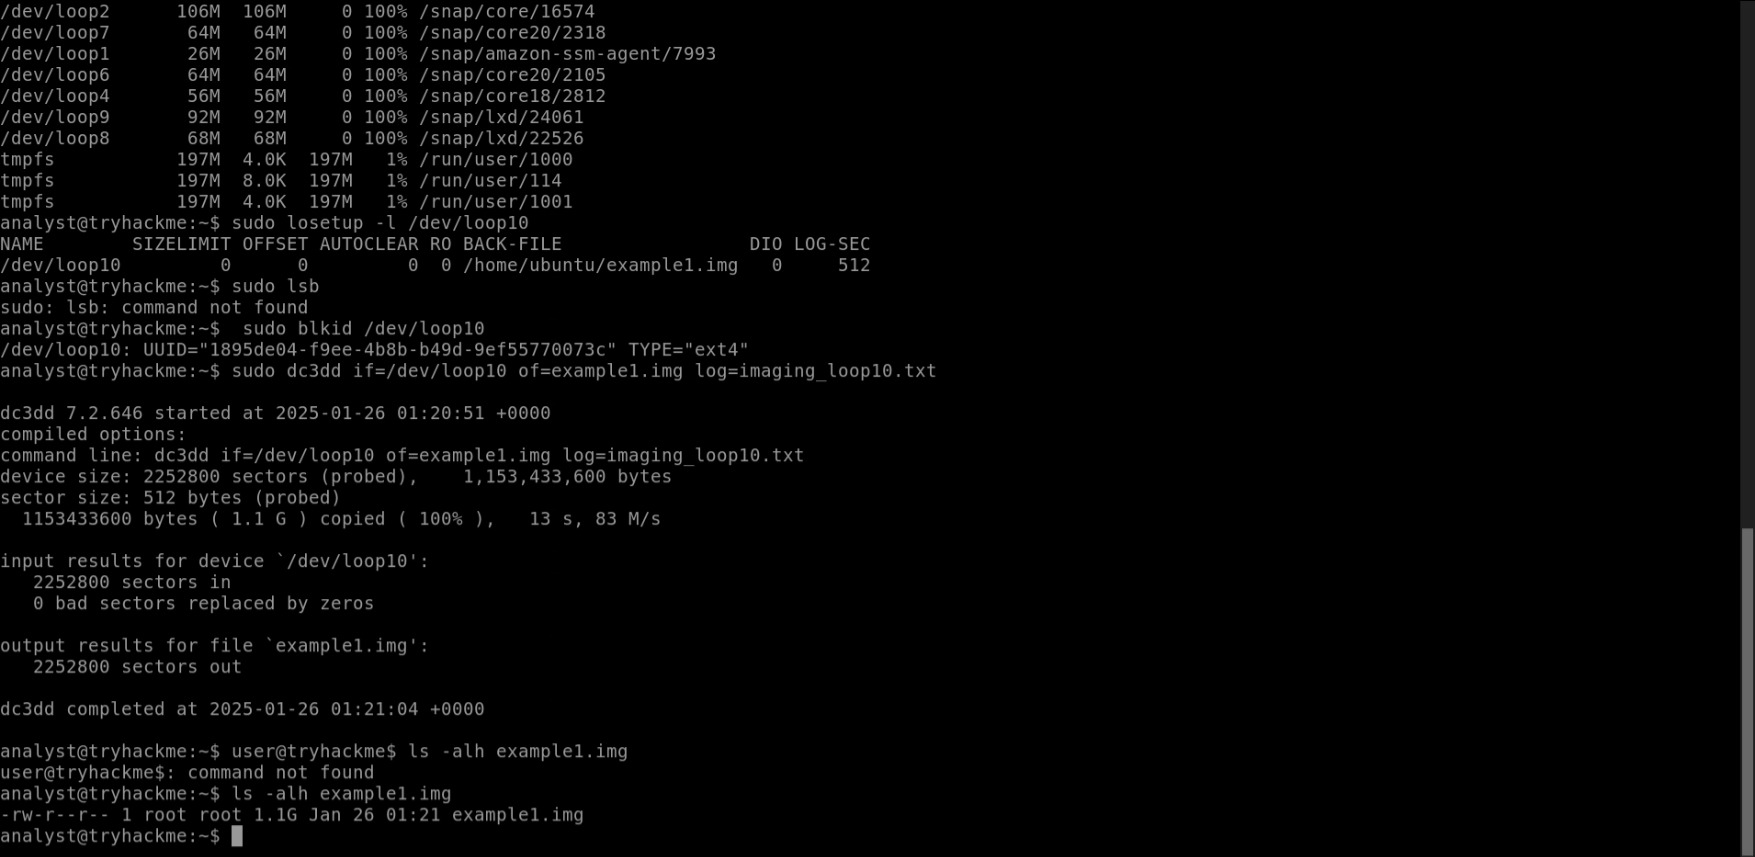 /dev/loop2      106M  106M     0 100% /snap/core/16574
/dev/loop7       64M   64M     0 100% /snap/core20/2318
/dev/loop1       26M   26M     0 100% /snap/amazon-ssm-agent/7993
/dev/loop6       64M   64M     0 100% /snap/core20/2105
/dev/loop4       56M   56M     0 100% /snap/core18/2812
/dev/loop9       92M   92M     0 100% /snap/lxd/24061
/dev/loop8       68M   68M     0 100% /snap/lxd/22526
tmpfs           197M  4.0K  197M   1% /run/user/1000
tmpfs           197M  8.0K  197M   1% /run/user/114
tmpfs           197M  4.0K  197M   1% /run/user/1001
analyst@tryhackme:~$ sudo losetup -l /dev/loop10
NAME        SIZELIMIT OFFSET AUTOCLEAR RO BACK-FILE                 DIO LOG-SEC
/dev/loop10         0      0         0  0 /home/ubuntu/example1.img   0     512
analyst@tryhackme:~$ sudo lsb
sudo: lsb: command not found
analyst@tryhackme:~$  sudo blkid /dev/loop10
/dev/loop10: UUID="1895de04-f9ee-4b8b-b49d-9ef55770073c" TYPE="ext4"
analyst@tryhackme:~$ sudo dc3dd if=/dev/loop10 of=example1.img log=imaging_loop10.txt

dc3dd 7.2.646 started at 2025-01-26 01:20:51 +0000
compiled options:
command line: dc3dd if=/dev/loop10 of=example1.img log=imaging_loop10.txt
device size: 2252800 sectors (probed),    1,153,433,600 bytes
sector size: 512 bytes (probed)
  1153433600 bytes ( 1.1 G ) copied ( 100% ),   13 s, 83 M/s

input results for device `/dev/loop10':
   2252800 sectors in
   0 bad sectors replaced by zeros

output results for file `example1.img':
   2252800 sectors out

dc3dd completed at 2025-01-26 01:21:04 +0000

analyst@tryhackme:~$ user@tryhackme$ ls -alh example1.img
user@tryhackme$: command not found
analyst@tryhackme:~$ ls -alh example1.img
-rw-r--r-- 1 root root 1.1G Jan 26 01:21 example1.img
analyst@tryhackme:~$